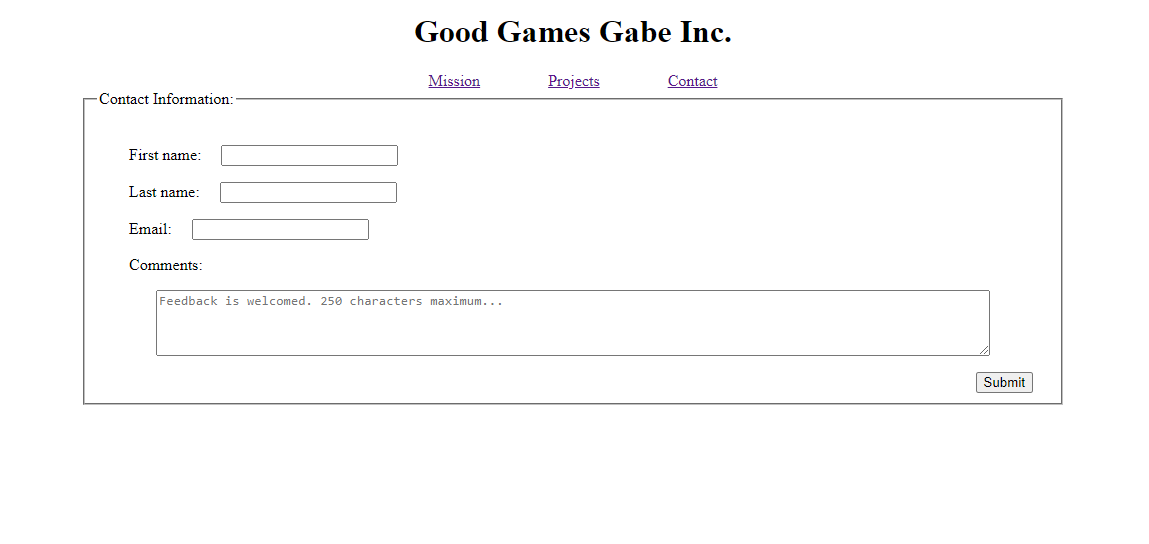 Good Games Gabe Inc.
Mission Projects Contact
Contact Information:
First name:
Last name:
Email:
Comments:
Feedback is welcomed. 250 characters maximum...
Submit